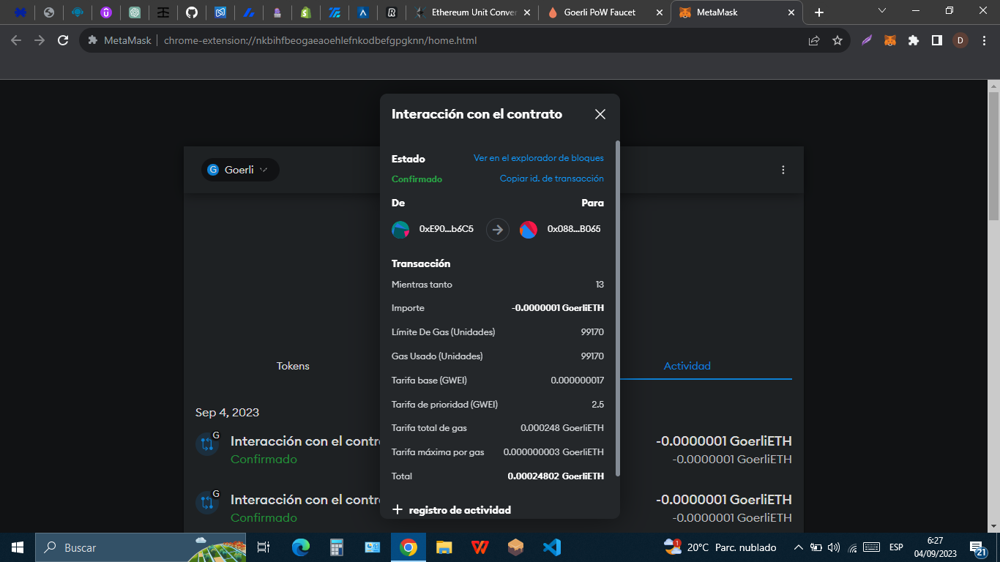 Ethereum Unit Conver
Goerli PoW Faucet
MetaMask
MetaMask
chrome-extension://nkbihfbeogaeaoehlefnkodbefgpgknn/home.html
D
Interacción con el contrato
Estado
Ver en el explorador de bloques
G Goerli
Confirmado
Copiar id. de transacción
De
Para
0xE90...b6C5
0x088...B065
Transacción
Mientras tanto 13
Importe -0.0000001 GoerliETH
Límite De Gas (Unidades) 99170
Gas Usado (Unidades) 99170
Tarifa base (GWEI) 0.000000017
Tarifa de prioridad (GWEI) 2.5
Tarifa total de gas 0.000248 GoerliETH
Tarifa máxima por gas 0.000000003 GoerliETH
Total 0.00024802 GoerliETH
registro de actividad
Tokens
Actividad
Sep 4, 2023
G
Interacción con el contr
Confirmado
-0.0000001 GoerliETH
-0.0000001 GoerliETH
G
Interacción con el contr
Confirmado
-0.0000001 GoerliETH
-0.0000001 GoerliETH
Buscar
1
20°C Parc. nublado
ESP
6:27
04/09/2023
21